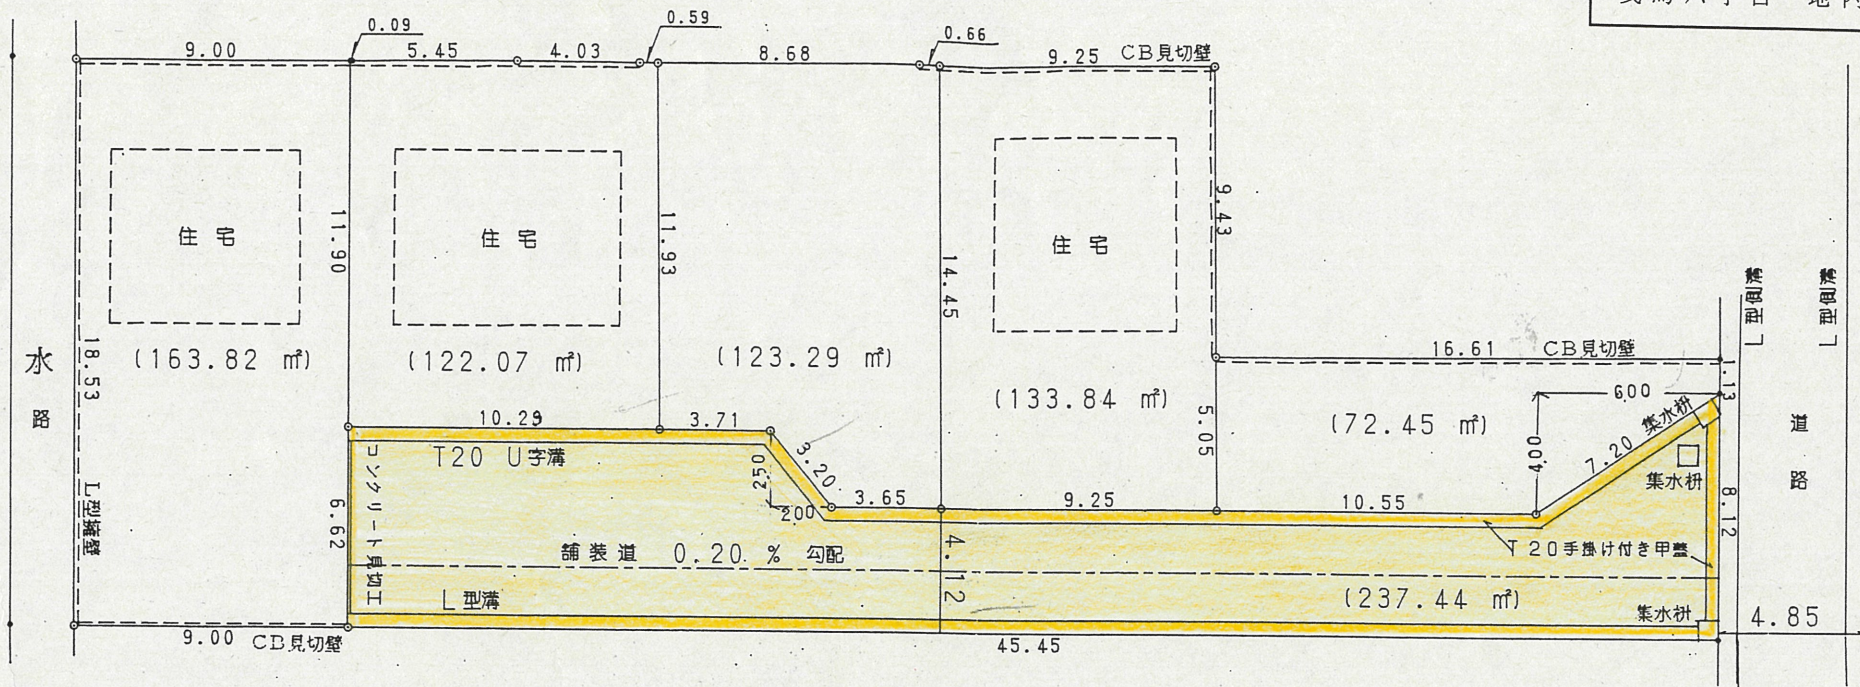 0.09
0.59
0.66
9.00
5.45
4.03
8.68
9.25 CB見切壁
住宅
住宅
住宅
11.90
11.93
14.45
9.43
水路
18.53
L型擁壁
(163.82 ㎡)
(122.07 ㎡)
(123.29 ㎡)
(133.84 ㎡)
(72.45 ㎡)
16.61 CB見切壁
1.13
L型側溝
L型側溝
道路
6.00
4.00
7.20
集水枡
集水枡
8.12
10.29
3.71
T20 U字溝
2.50
3.20
2.00
3.65
9.25
5.05
10.55
コンクリート見切工
6.62
舗装道 0.20 % 勾配
4.12
T20手掛け付き甲蓋
L型溝
(237.44 ㎡)
集水枡
4.85
9.00 CB見切壁
45.45